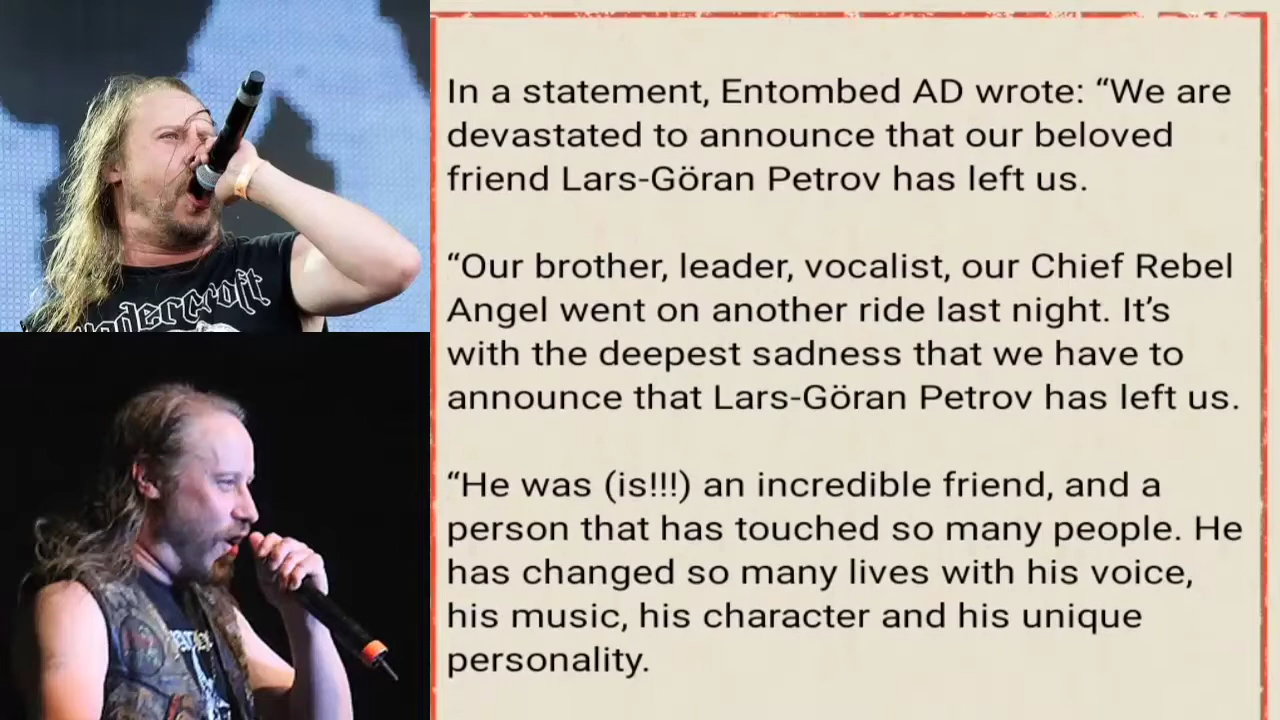 undercroft
In a statement, Entombed AD wrote: “We are
devastated to announce that our beloved
friend Lars-Göran Petrov has left us.
“Our brother, leader, vocalist, our Chief Rebel
Angel went on another ride last night. It’s
with the deepest sadness that we have to
announce that Lars-Göran Petrov has left us.
“He was (is!!!) an incredible friend, and a
person that has touched so many people. He
has changed so many lives with his voice,
his music, his character and his unique
personality.